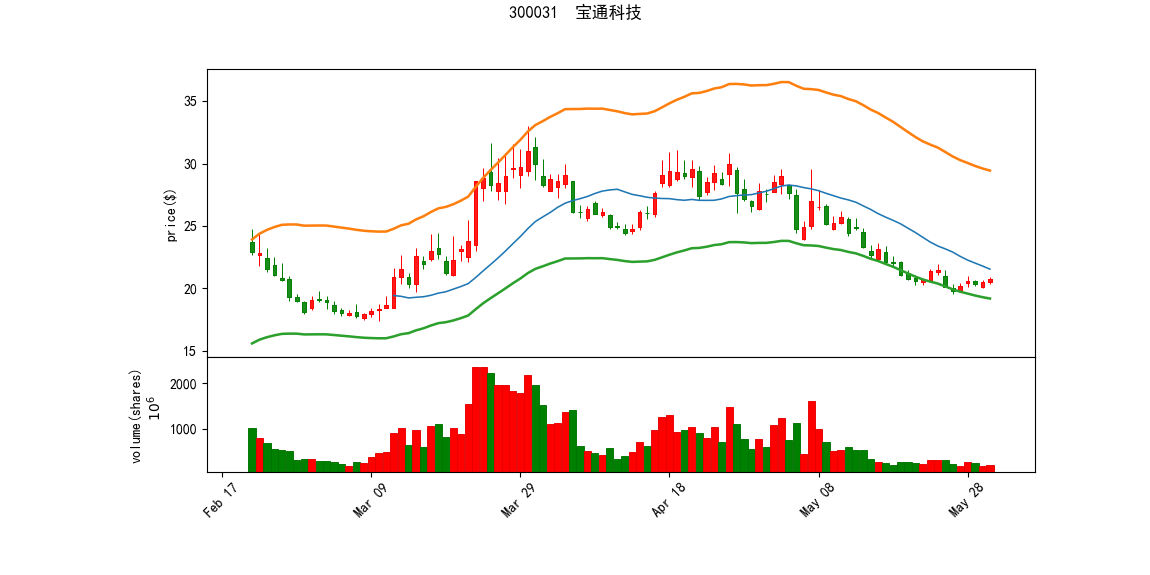 300031 宝通科技
price($)
35
30
25
20
15
volume(shares)
10^6
2000
1000
Feb 17
Mar 09
Mar 29
Apr 18
May 08
May 28